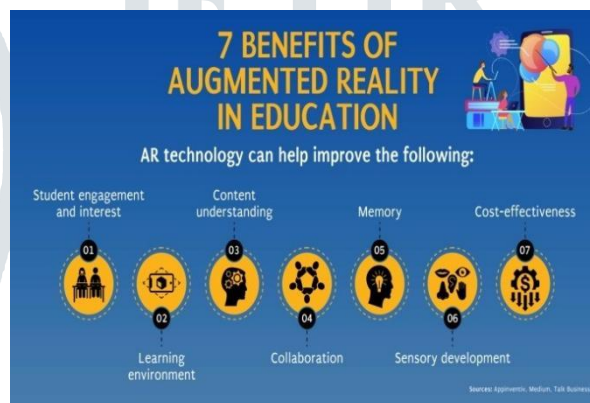 7 BENEFITS OF
AUGMENTED REALITY
IN EDUCATION
AR technology can help improve the following:
Student engagement
and interest
01
02
Learning
environment
Content
understanding
03
04
Collaboration
Memory
05
06
Sensory development
Cost-effectiveness
07
Sources: Appinventiv, Medium, Talk Business